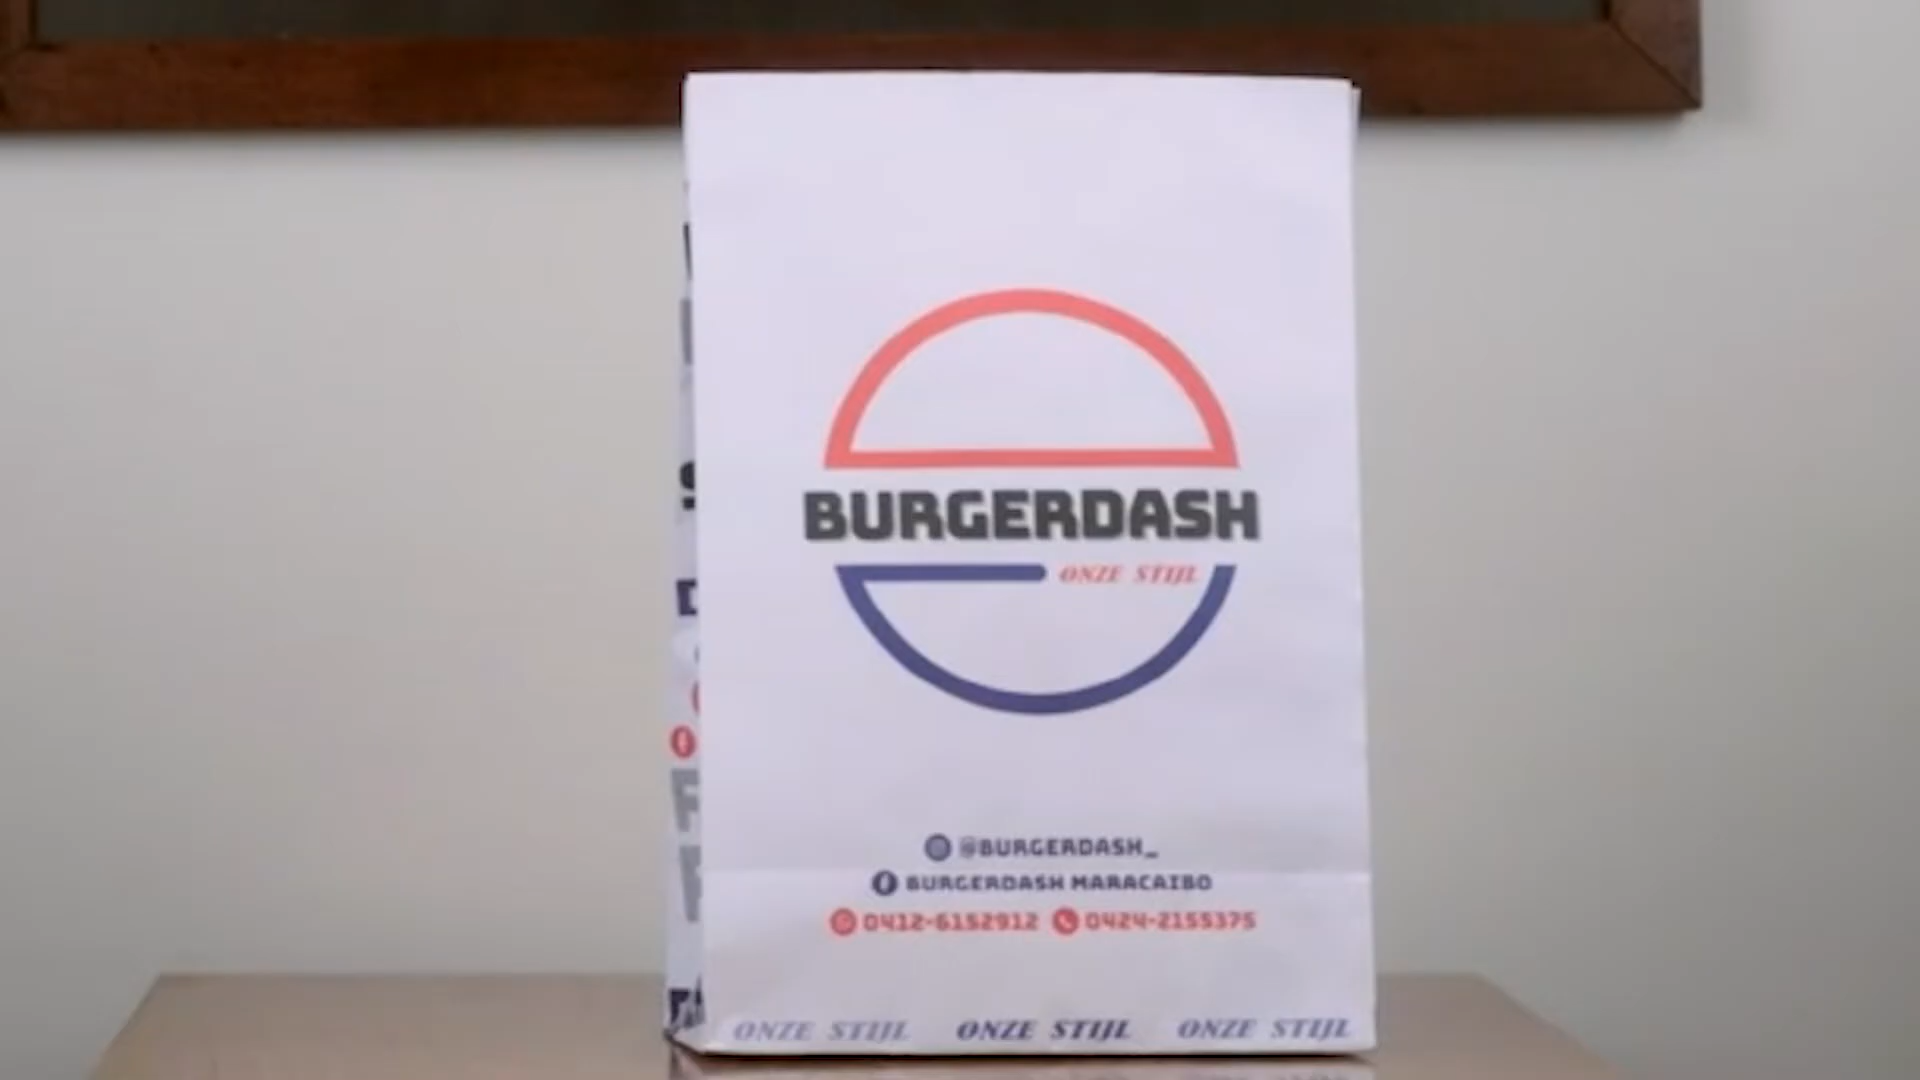 BURGERDASH
ONZE STIJL
@BURGERDASH_
BURGERDASH MARACAIBO
0412-6152912 0424-2155375
ONZE STIJL ONZE STIJL ONZE STIJL